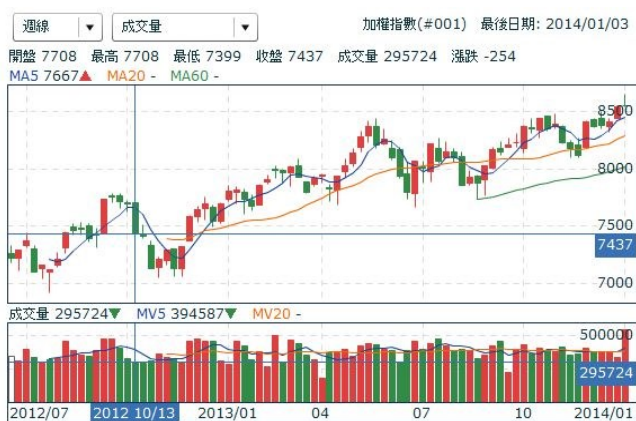 週線 成交量 加權指數(#001) 最後日期: 2014/01/03
開盤 7708 最高 7708 最低 7399 收盤 7437 成交量 295724 漲跌 -254
MA5 7667▲ MA20 - MA60 -
8500
8000
7500
7437
7000
成交量 295724▼ MV5 394587▼ MV20 -
500000
295724
2012/07 2012 10/13 2013/01 04 07 10 2014/01